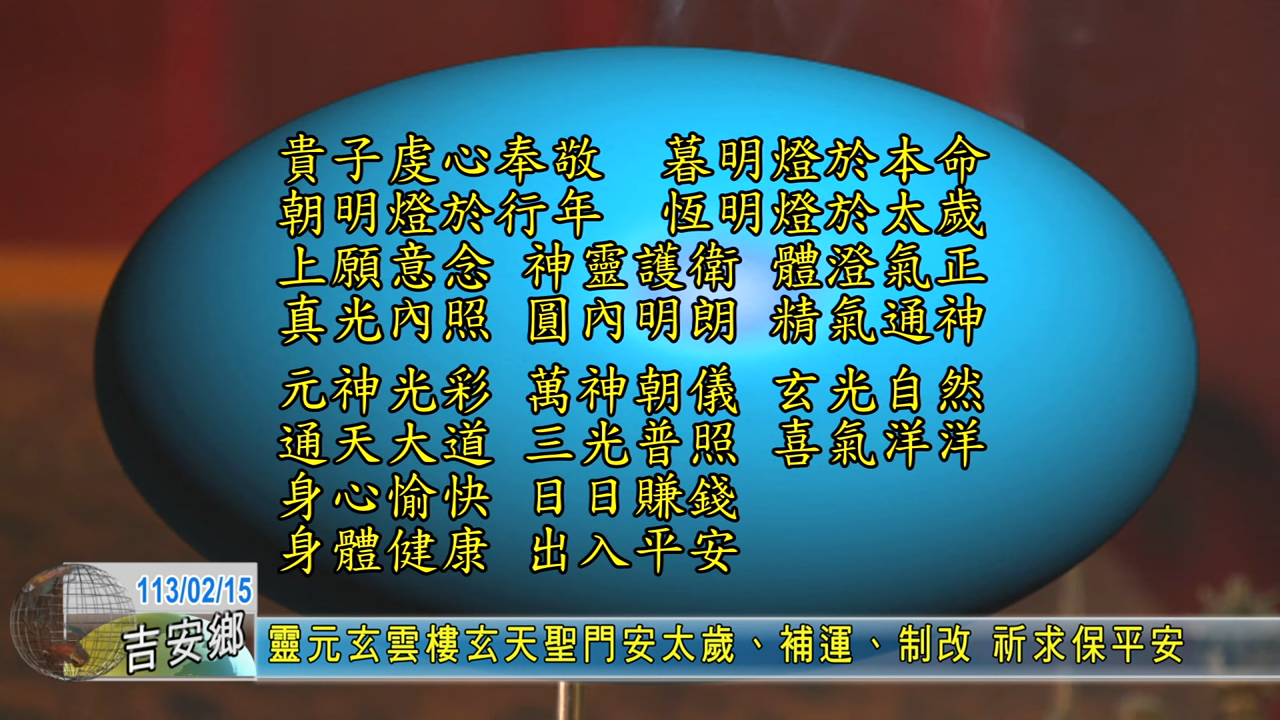 貴子虔心奉敬 暮明燈於本命
朝明燈於行年 恆明燈於太歲
上願意念 神靈護衛 體澄氣正
真光內照 圓內明朗 精氣通神
元神光彩 萬神朝儀 玄光自然
通天大道 三光普照 喜氣洋洋
身心愉快 日日賺錢
身體健康 出入平安
113/02/15
吉安鄉
靈元玄雲樓玄天聖門安太歲、補運、制改 祈求保平安